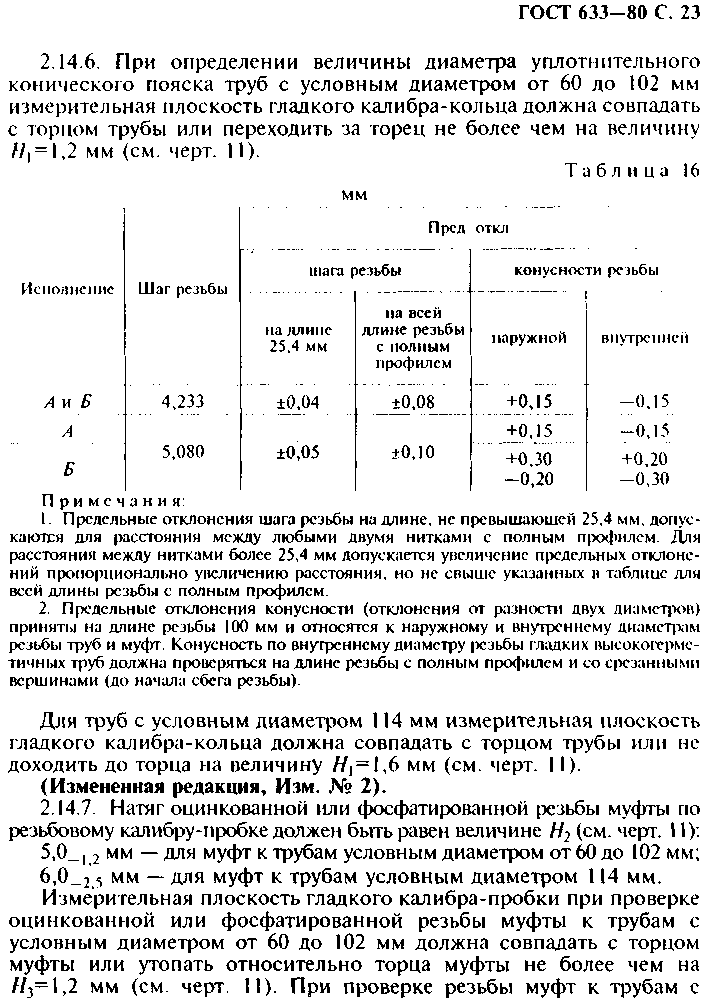 ГОСТ 633—80 С. 23
2.14.6. При определении величины диаметра уплотнительного
конического пояска труб с условным диаметром от 60 до 102 мм
измерительная плоскость гладкого калибра-кольца должна совпадать
с торцом трубы или переходить за торец не более чем на величину
H₁=1,2 мм (см. черт. 11).
Таблица 16
мм
Пред откл
шага резьбы конусности резьбы
Исполнение Шаг резьбы
на длине 25,4 мм
на всей длине резьбы с полным профилем
наружной внутренней
А и Б 4,233 ±0,04 ±0,08 +0,15 —0,15
А +0,15 —0,15
5,080 ±0,05 ±0,10
Б +0,30 +0,20
—0,20 —0,30
Примечания:
1. Предельные отклонения шага резьбы на длине, не превышающей 25,4 мм, допус-
каются для расстояния между любыми двумя нитками с полным профилем. Для
расстояния между нитками более 25,4 мм допускается увеличение предельных отклоне-
ний пропорционально увеличению расстояния, но не свыше указанных в таблице для
всей длины резьбы с полным профилем.
2. Предельные отклонения конусности (отклонения от разности двух диаметров)
приняты на длине резьбы 100 мм и относятся к наружному и внутреннему диаметрам
резьбы труб и муфт. Конусность по внутреннему диаметру резьбы гладких высокогерме-
тичных труб должна проверяться на длине резьбы с полным профилем и со срезанными
вершинами (до начала сбега резьбы).
Для труб с условным диаметром 114 мм измерительная плоскость
гладкого калибра-кольца должна совпадать с торцом трубы или не
доходить до торца на величину H₁=1,6 мм (см. черт. 11).
(Измененная редакция, Изм. № 2).
2.14.7. Натяг оцинкованной или фосфатированной резьбы муфты по
резьбовому калибру-пробке должен быть равен величине H₂ (см. черт. 11):
5,0₋₁,₂ мм — для муфт к трубам условным диаметром от 60 до 102 мм;
6,0₋₂,₅ мм — для муфт к трубам условным диаметром 114 мм.
Измерительная плоскость гладкого калибра-пробки при проверке
оцинкованной или фосфатированной резьбы муфты к трубам с
условным диаметром от 60 до 102 мм должна совпадать с торцом
муфты или утопать относительно торца муфты не более чем на
H₃=1,2 мм (см. черт. 11). При проверке резьбы муфт к трубам с